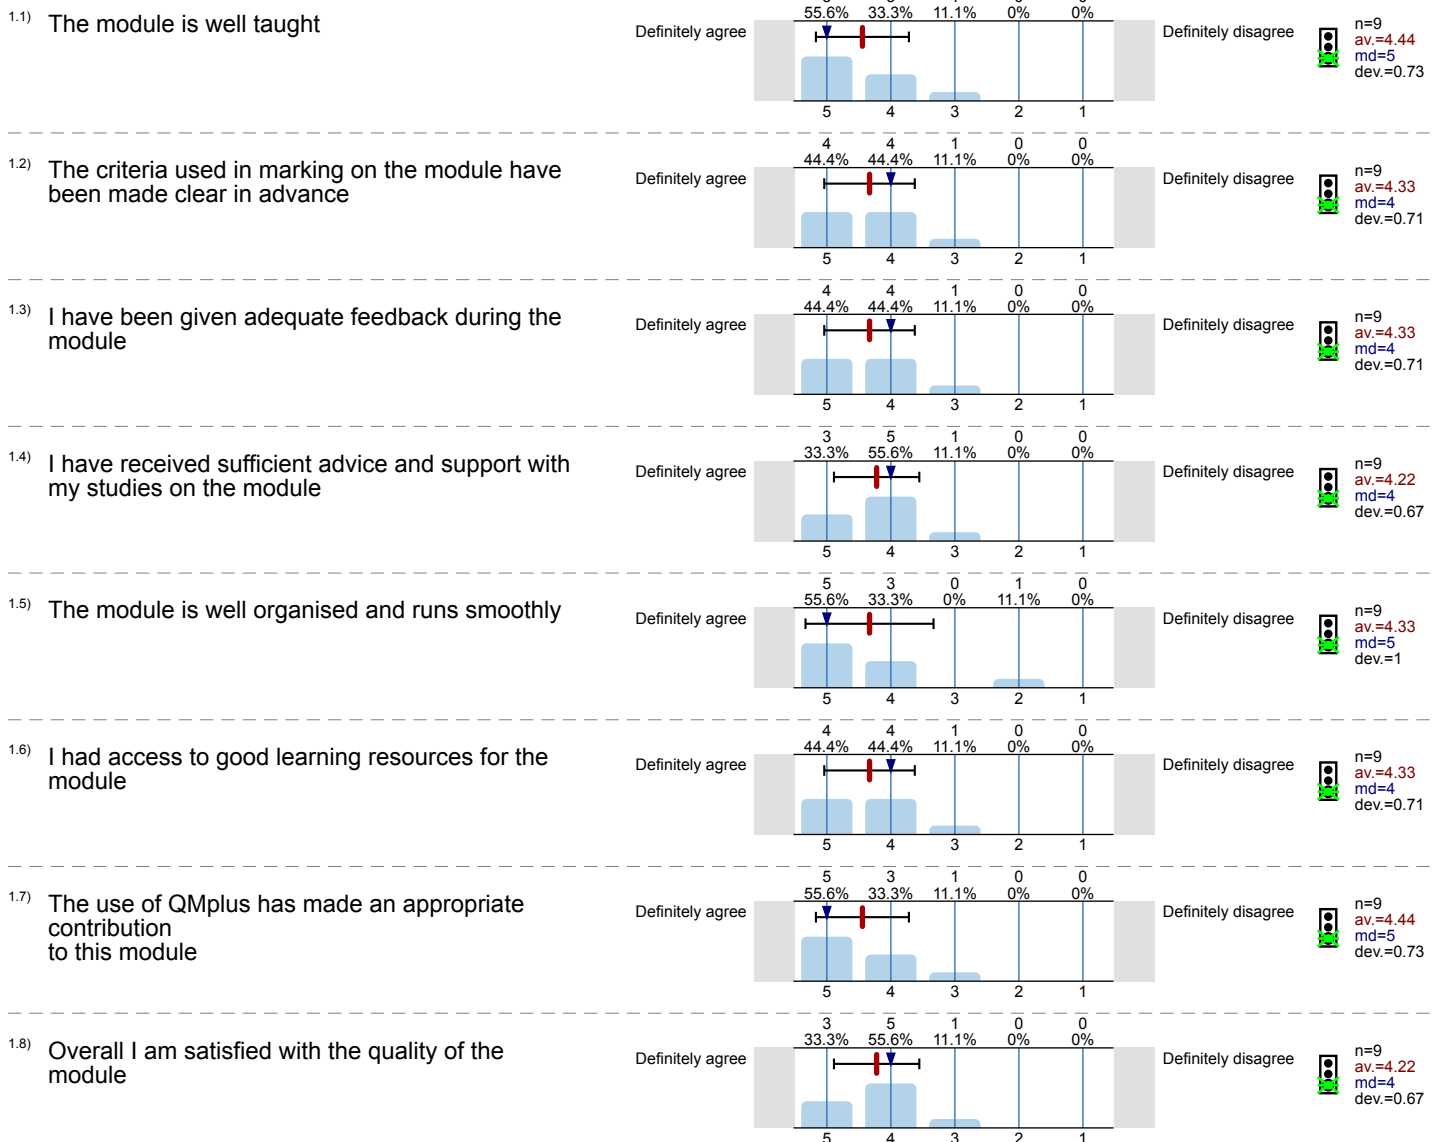 55.6% 33.3% 11.1% 0% 0%
1.1) The module is well taught
Definitely agree
Definitely disagree
n=9
av.=4.44
md=5
dev.=0.73
5 4 3 2 1
4 4 1 0 0
44.4% 44.4% 11.1% 0% 0%
1.2) The criteria used in marking on the module have
been made clear in advance
Definitely agree
Definitely disagree
n=9
av.=4.33
md=4
dev.=0.71
5 4 3 2 1
4 4 1 0 0
44.4% 44.4% 11.1% 0% 0%
1.3) I have been given adequate feedback during the
module
Definitely agree
Definitely disagree
n=9
av.=4.33
md=4
dev.=0.71
5 4 3 2 1
3 5 1 0 0
33.3% 55.6% 11.1% 0% 0%
1.4) I have received sufficient advice and support with
my studies on the module
Definitely agree
Definitely disagree
n=9
av.=4.22
md=4
dev.=0.67
5 4 3 2 1
5 3 0 1 0
55.6% 33.3% 0% 11.1% 0%
1.5) The module is well organised and runs smoothly
Definitely agree
Definitely disagree
n=9
av.=4.33
md=5
dev.=1
5 4 3 2 1
4 4 1 0 0
44.4% 44.4% 11.1% 0% 0%
1.6) I had access to good learning resources for the
module
Definitely agree
Definitely disagree
n=9
av.=4.33
md=4
dev.=0.71
5 4 3 2 1
5 3 1 0 0
55.6% 33.3% 11.1% 0% 0%
1.7) The use of QMplus has made an appropriate
contribution
to this module
Definitely agree
Definitely disagree
n=9
av.=4.44
md=5
dev.=0.73
5 4 3 2 1
3 5 1 0 0
33.3% 55.6% 11.1% 0% 0%
1.8) Overall I am satisfied with the quality of the
module
Definitely agree
Definitely disagree
n=9
av.=4.22
md=4
dev.=0.67
5 4 3 2 1